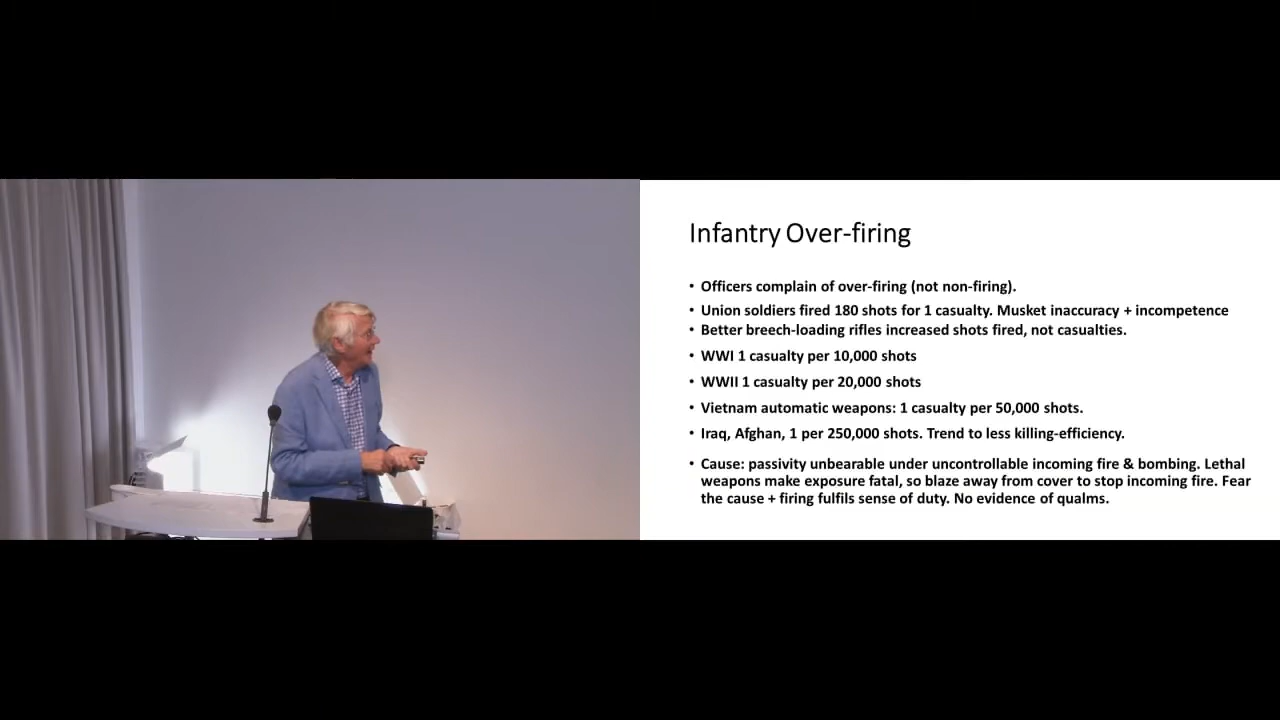 Infantry Over-firing
• Officers complain of over-firing (not non-firing).
• Union soldiers fired 180 shots for 1 casualty. Musket inaccuracy + incompetence
• Better breech-loading rifles increased shots fired, not casualties.
• WWI 1 casualty per 10,000 shots
• WWII 1 casualty per 20,000 shots
• Vietnam automatic weapons: 1 casualty per 50,000 shots.
• Iraq, Afghan, 1 per 250,000 shots. Trend to less killing-efficiency.
• Cause: passivity unbearable under uncontrollable incoming fire & bombing. Lethal
weapons make exposure fatal, so blaze away from cover to stop incoming fire. Fear
the cause + firing fulfils sense of duty. No evidence of qualms.